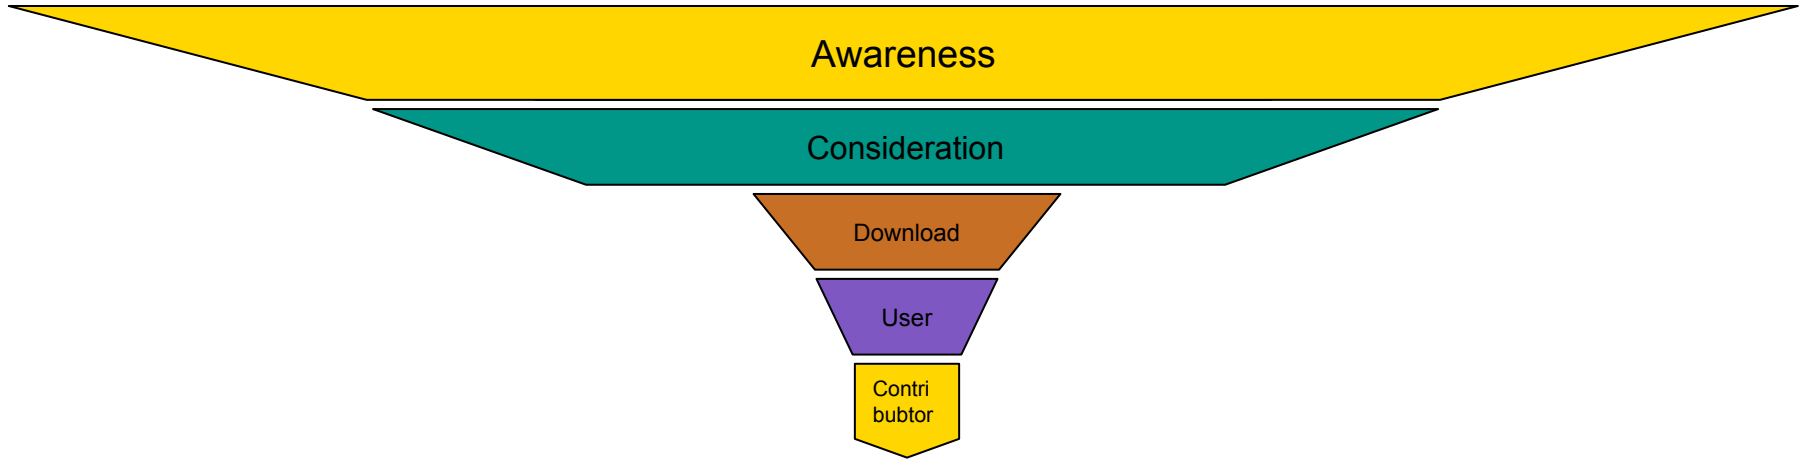 Awareness
Consideration
Download
User
Contri
bubtor